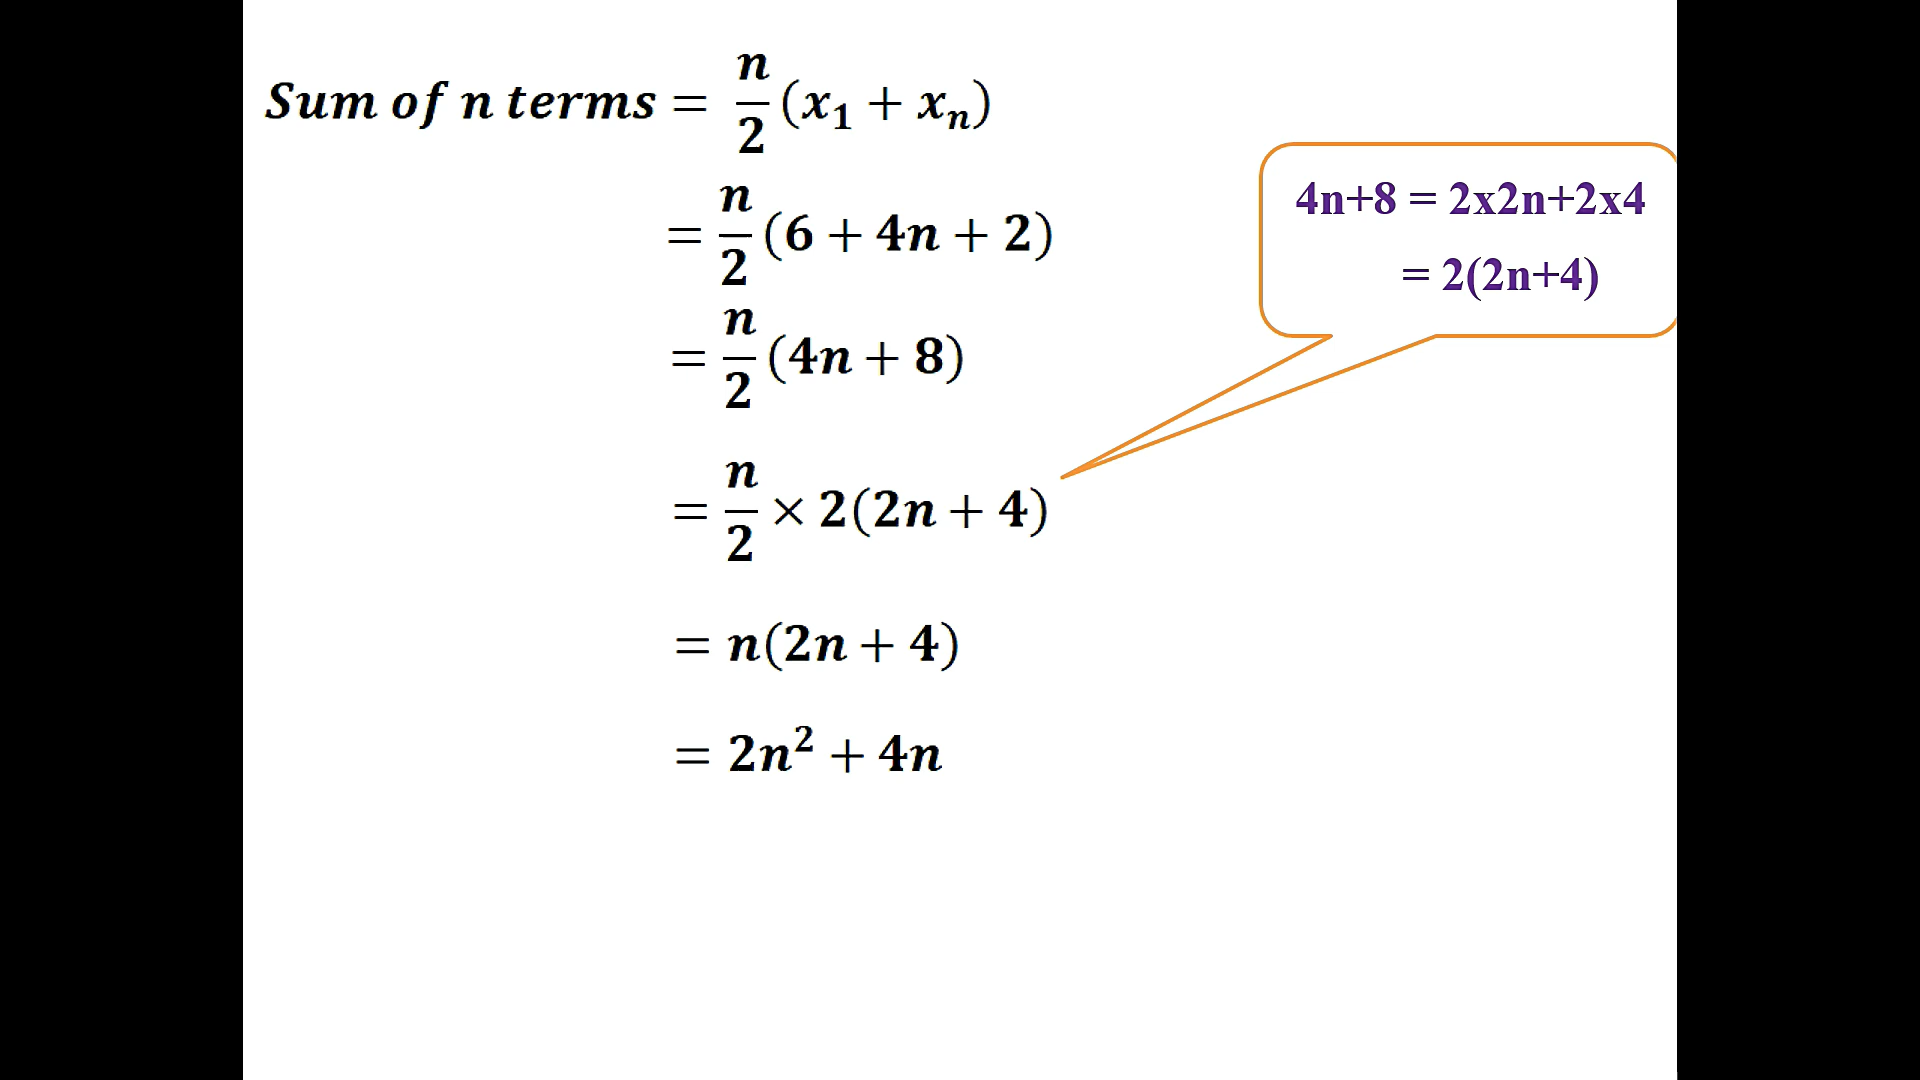 Sum of n terms = n/2 (x₁ + xₙ)
= n/2 (6 + 4n + 2)
= n/2 (4n + 8)
= n/2 × 2(2n + 4)
= n(2n + 4)
= 2n² + 4n
4n+8 = 2x2n+2x4
= 2(2n+4)